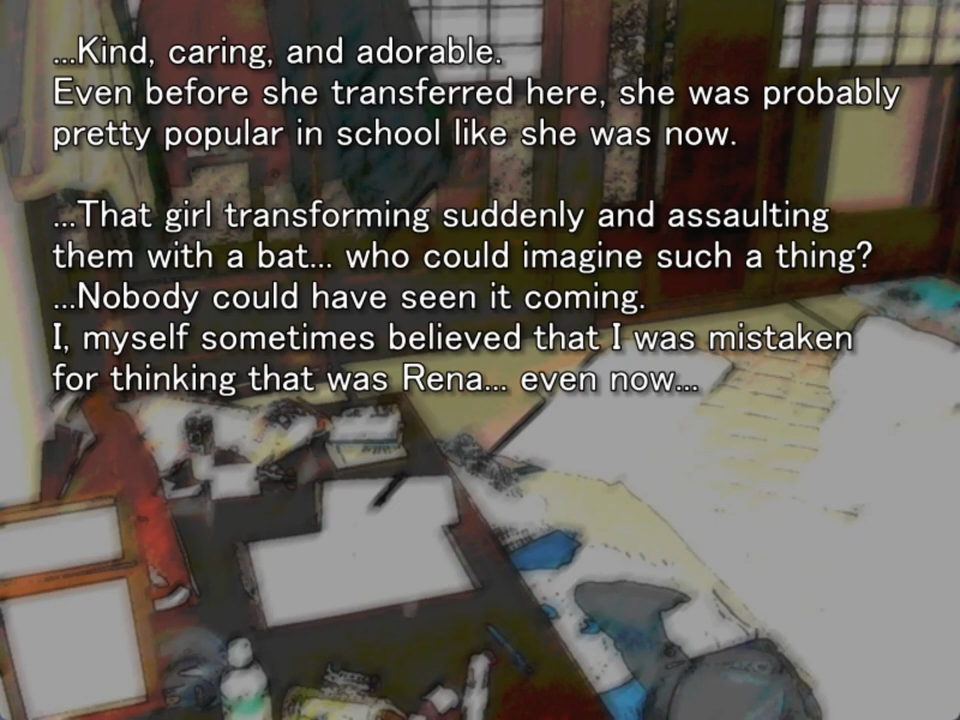 ...Kind, caring, and adorable.
Even before she transferred here, she was probably
pretty popular in school like she was now.
...That girl transforming suddenly and assaulting
them with a bat... who could imagine such a thing?
...Nobody could have seen it coming.
I, myself sometimes believed that I was mistaken
for thinking that was Rena... even now...